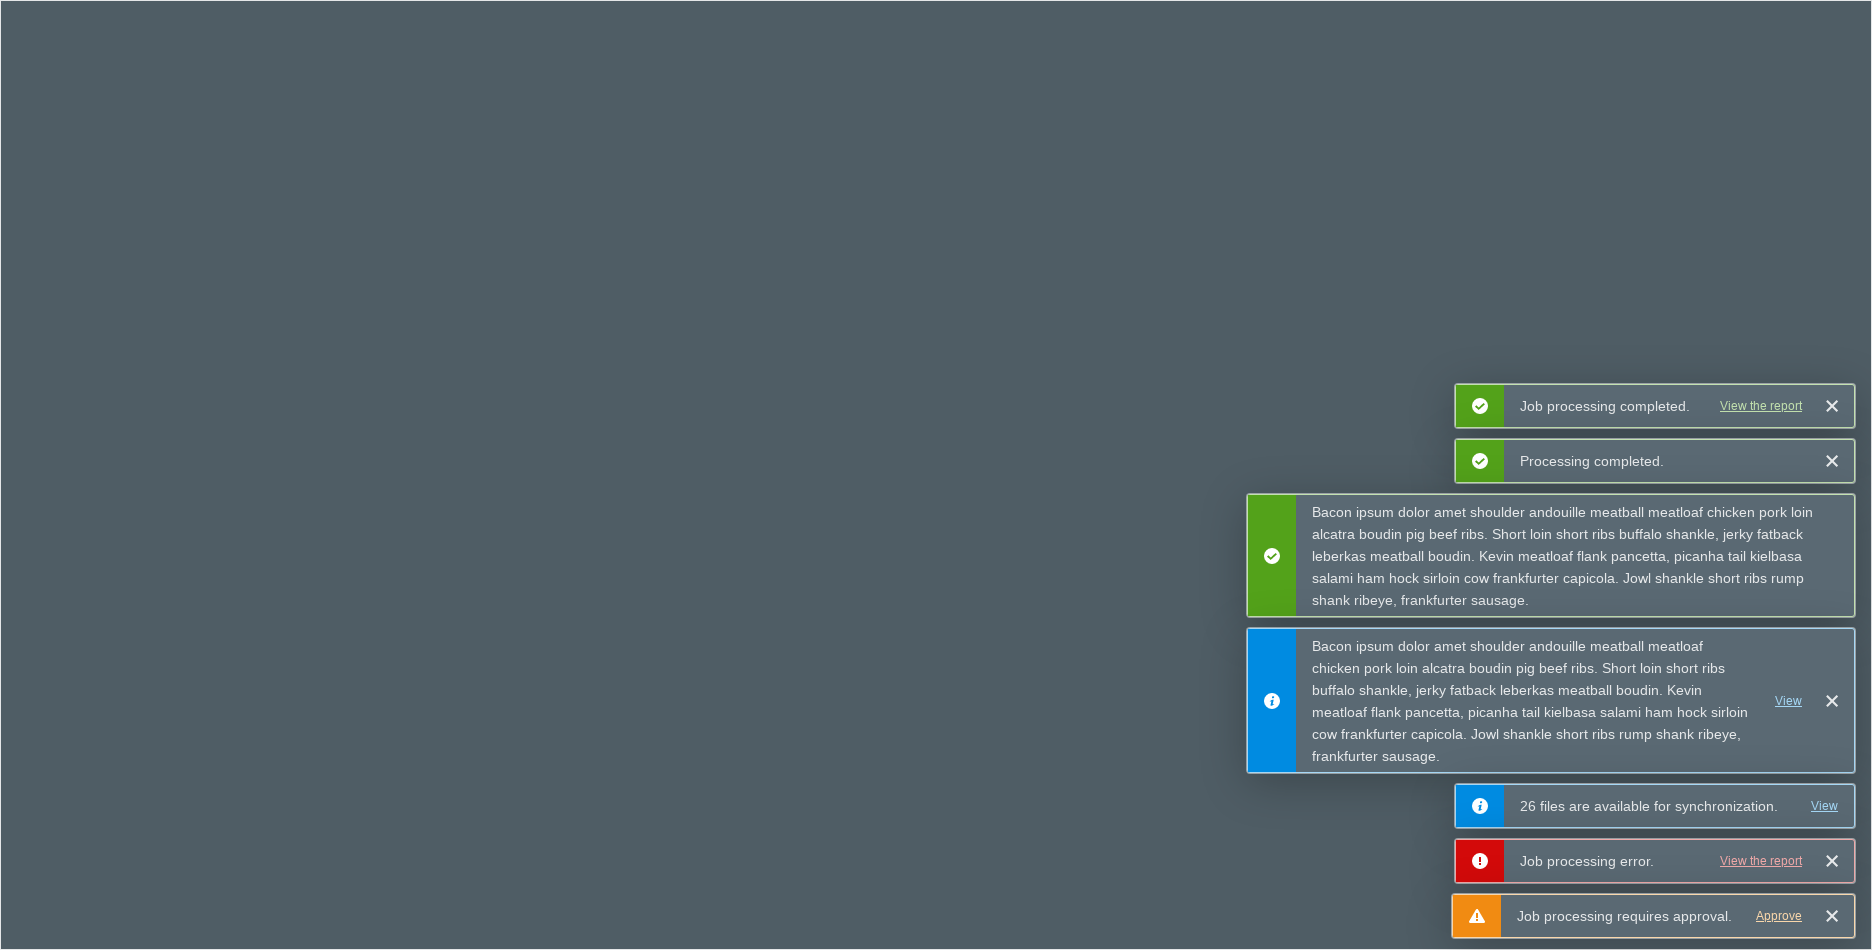 Job processing completed. View the report
Processing completed.
Bacon ipsum dolor amet shoulder andouille meatball meatloaf chicken pork loin
alcatra boudin pig beef ribs. Short loin short ribs buffalo shankle, jerky fatback
leberkas meatball boudin. Kevin meatloaf flank pancetta, picanha tail kielbasa
salami ham hock sirloin cow frankfurter capicola. Jowl shankle short ribs rump
shank ribeye, frankfurter sausage.
Bacon ipsum dolor amet shoulder andouille meatball meatloaf
chicken pork loin alcatra boudin pig beef ribs. Short loin short ribs
buffalo shankle, jerky fatback leberkas meatball boudin. Kevin
meatloaf flank pancetta, picanha tail kielbasa salami ham hock sirloin
cow frankfurter capicola. Jowl shankle short ribs rump shank ribeye,
frankfurter sausage.
View
26 files are available for synchronization. View
Job processing error. View the report
Job processing requires approval. Approve